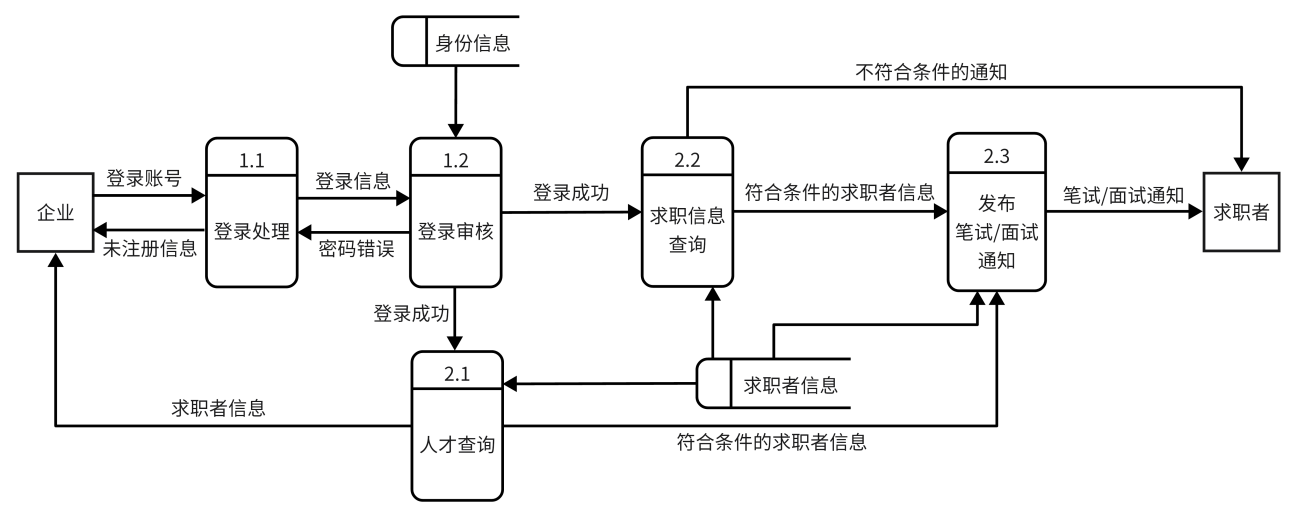 身份信息
不符合条件的通知
企业
登录账号
未注册信息
1.1
登录处理
登录信息
密码错误
1.2
登录审核
登录成功
2.2
求职信息
查询
符合条件的求职者信息
2.3
发布
笔试/面试
通知
笔试/面试通知
求职者
登录成功
2.1
人才查询
求职者信息
求职者信息
符合条件的求职者信息